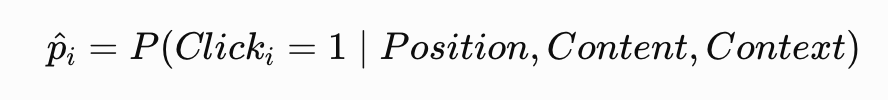 p̂ᵢ = P(Clickᵢ = 1 | Position, Content, Context)